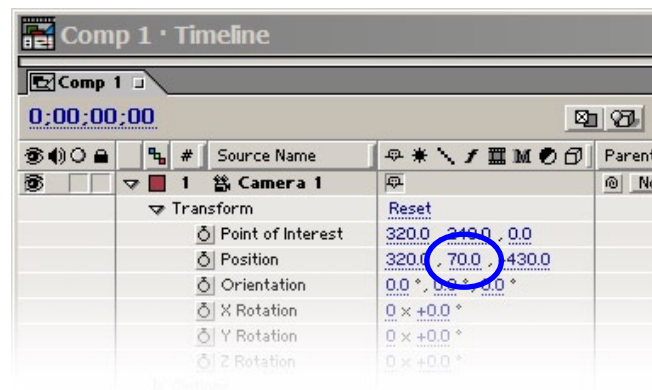 Comp 1 · Timeline
Comp 1
0;00;00;00
# Source Name Parent
1 Camera 1
Transform Reset
Point of Interest 320.0 , 240.0 , 0.0
Position 320.0 , 70.0 , -430.0
Orientation 0.0 °, 0.0 °, 0.0 °
X Rotation 0 x +0.0 °
Y Rotation 0 x +0.0 °
Z Rotation 0 x +0.0 °